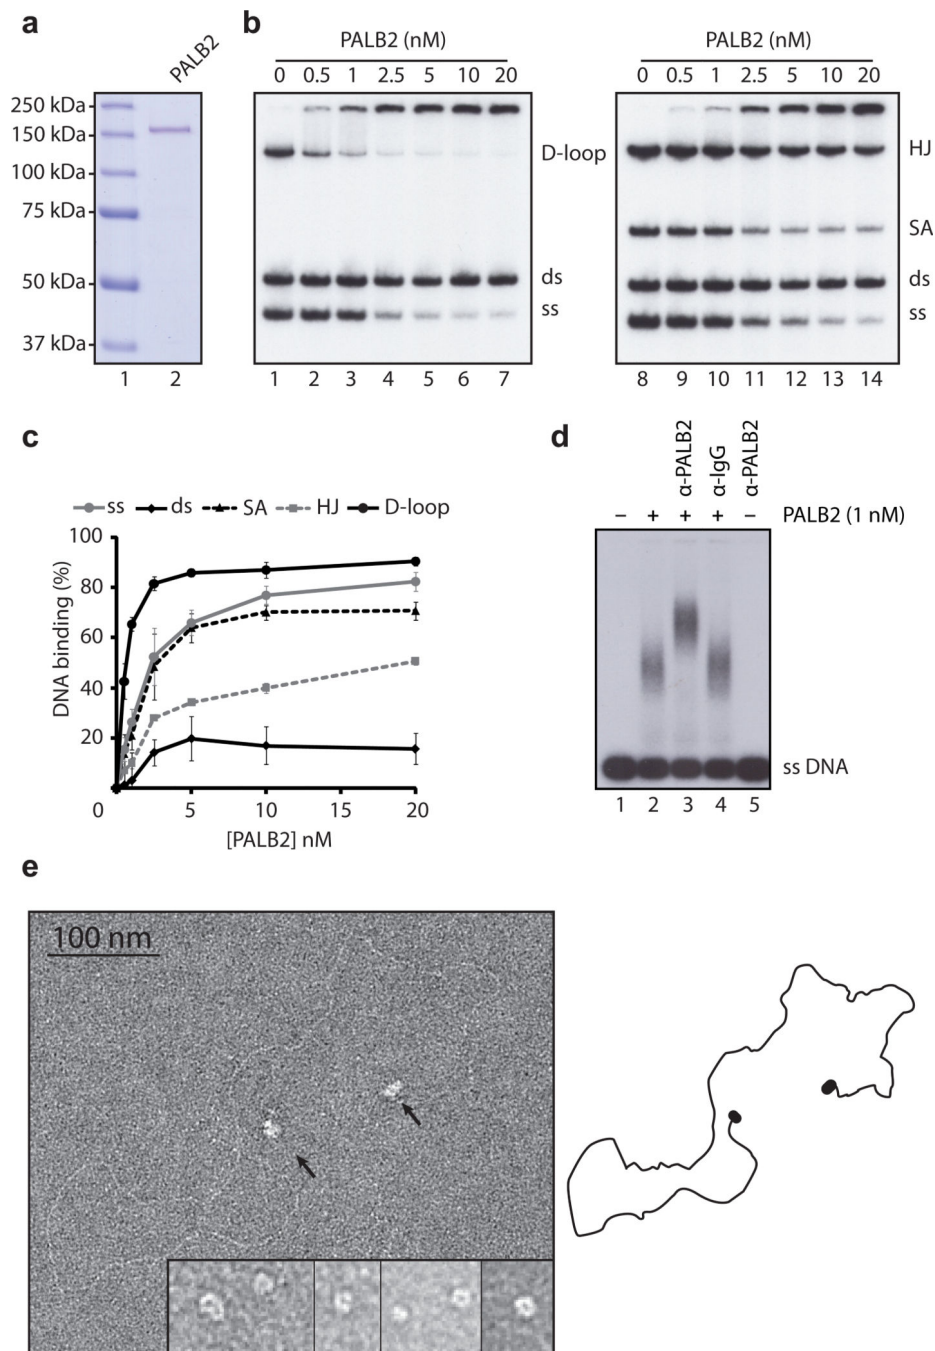 a
PALB2
250 kDa
150 kDa
100 kDa
75 kDa
50 kDa
37 kDa
1 2
b
PALB2 (nM)
0 0.5 1 2.5 5 10 20
D-loop
ds
ss
1 2 3 4 5 6 7
PALB2 (nM)
0 0.5 1 2.5 5 10 20
HJ
SA
ds
ss
8 9 10 11 12 13 14
c
ss ds SA HJ D-loop
DNA binding (%)
100
80
60
40
20
0 5 10 15 20
[PALB2] nM
d
α-PALB2
α-IgG
α-PALB2
– + + + – PALB2 (1 nM)
ss DNA
1 2 3 4 5
e
100 nm